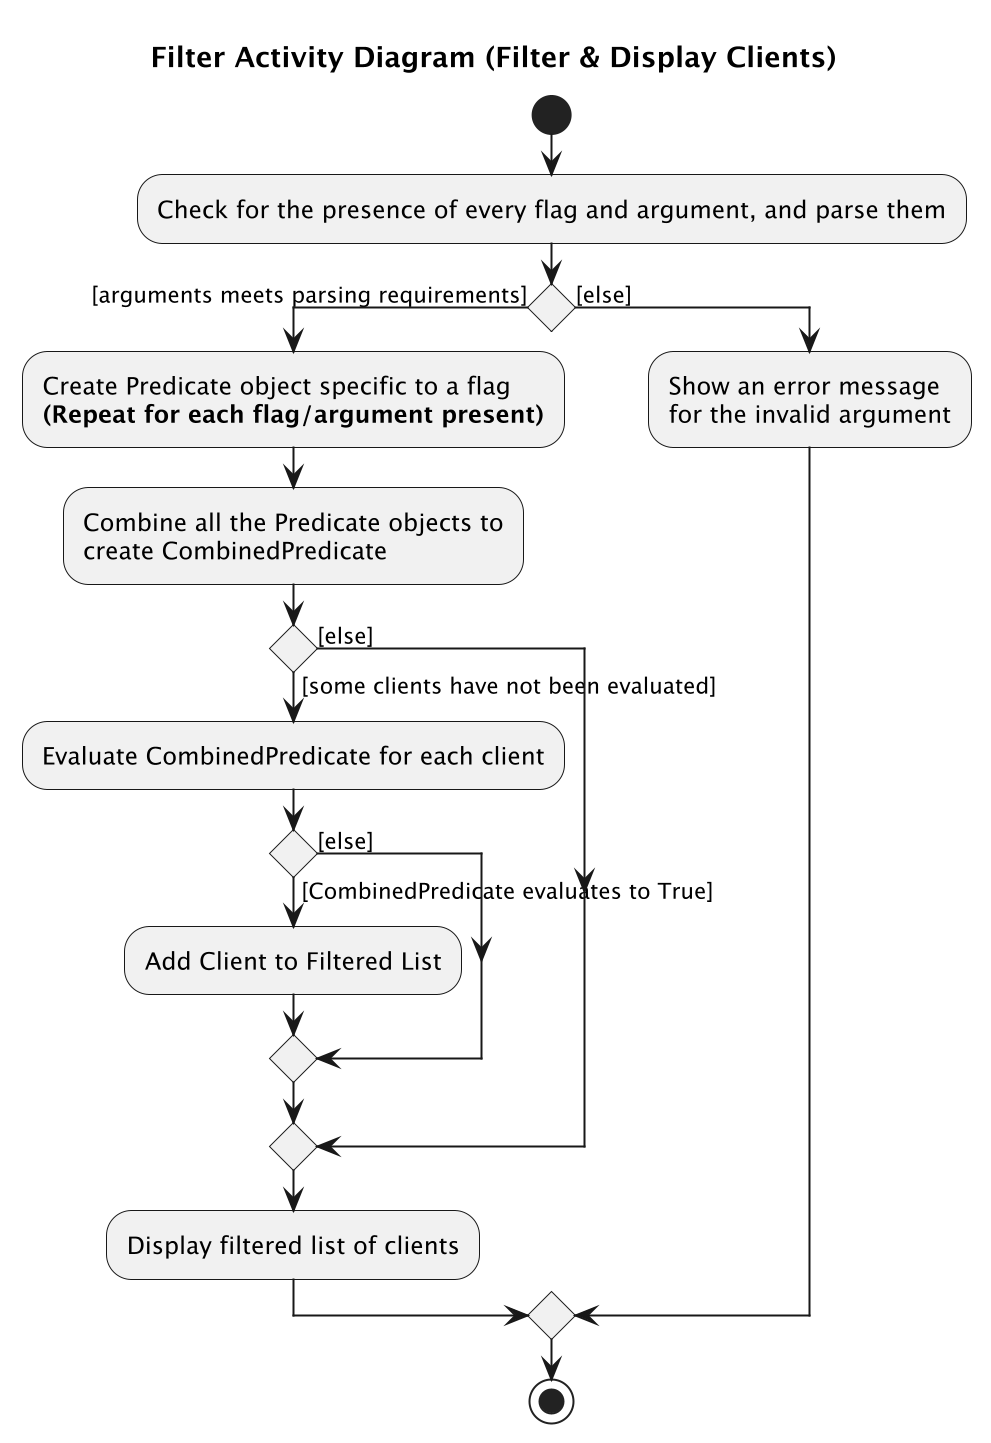 Filter Activity Diagram (Filter & Display Clients)
Check for the presence of every flag and argument, and parse them
[arguments meets parsing requirements]
[else]
Create Predicate object specific to a flag
(Repeat for each flag/argument present)
Show an error message
for the invalid argument
Combine all the Predicate objects to
create CombinedPredicate
[else]
[some clients have not been evaluated]
Evaluate CombinedPredicate for each client
[else]
[CombinedPredicate evaluates to True]
Add Client to Filtered List
Display filtered list of clients